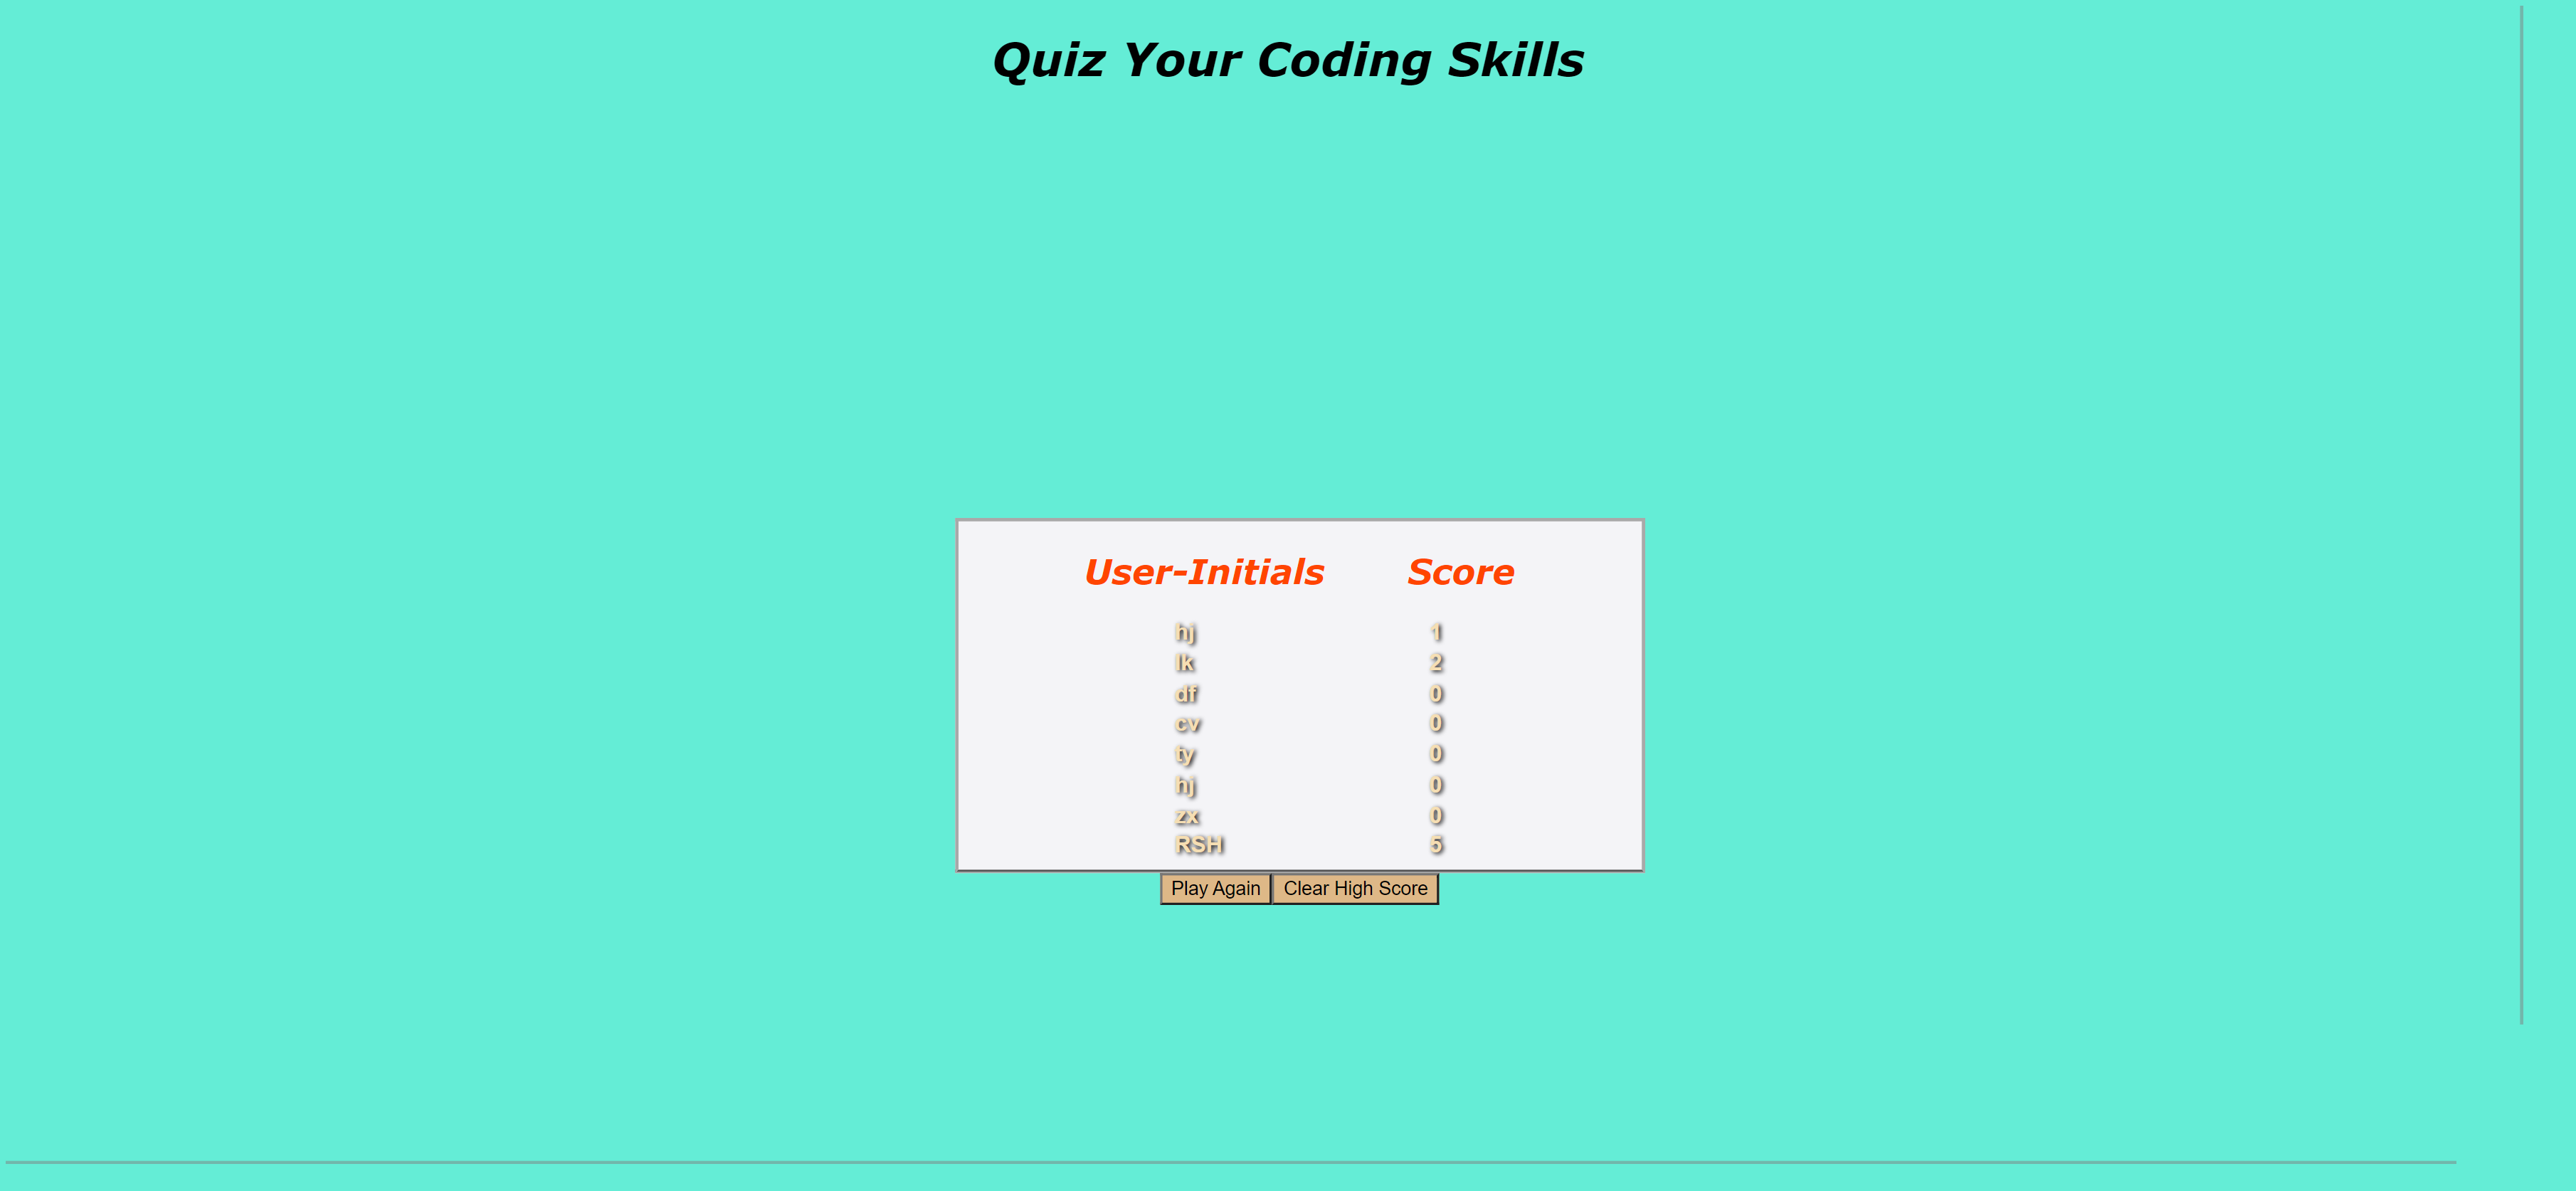 Quiz Your Coding Skills
User-Initials Score
hj 1
lk 2
df 0
cv 0
ty 0
hj 0
zx 0
RSH 5
Play Again Clear High Score